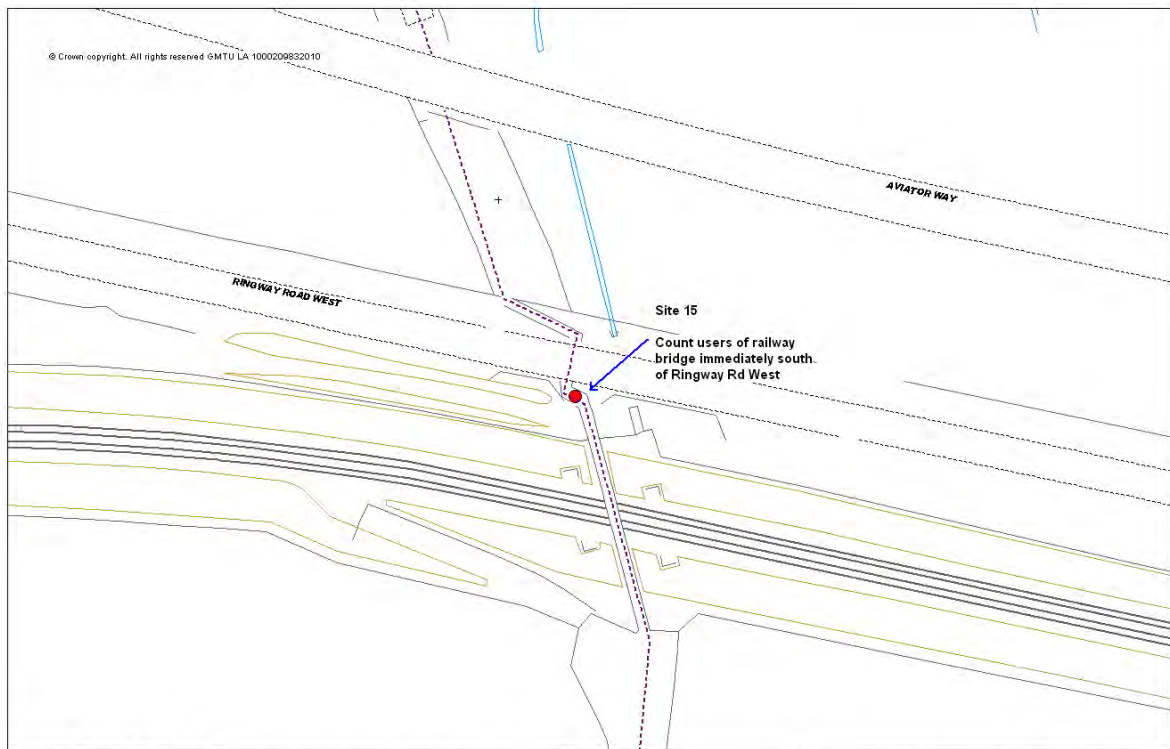 © Crown copyright. All rights reserved GMTU LA 1000209832010
AVIATOR WAY
RINGWAY ROAD WEST
Site 15
Count users of railway
bridge immediately south
of Ringway Rd West